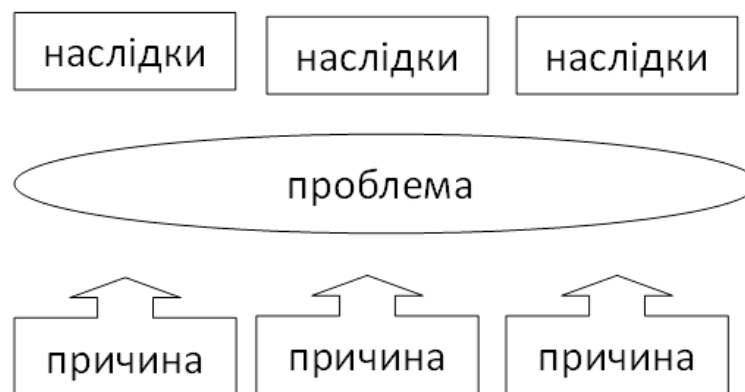 наслідки наслідки наслідки
проблема
причина причина причина